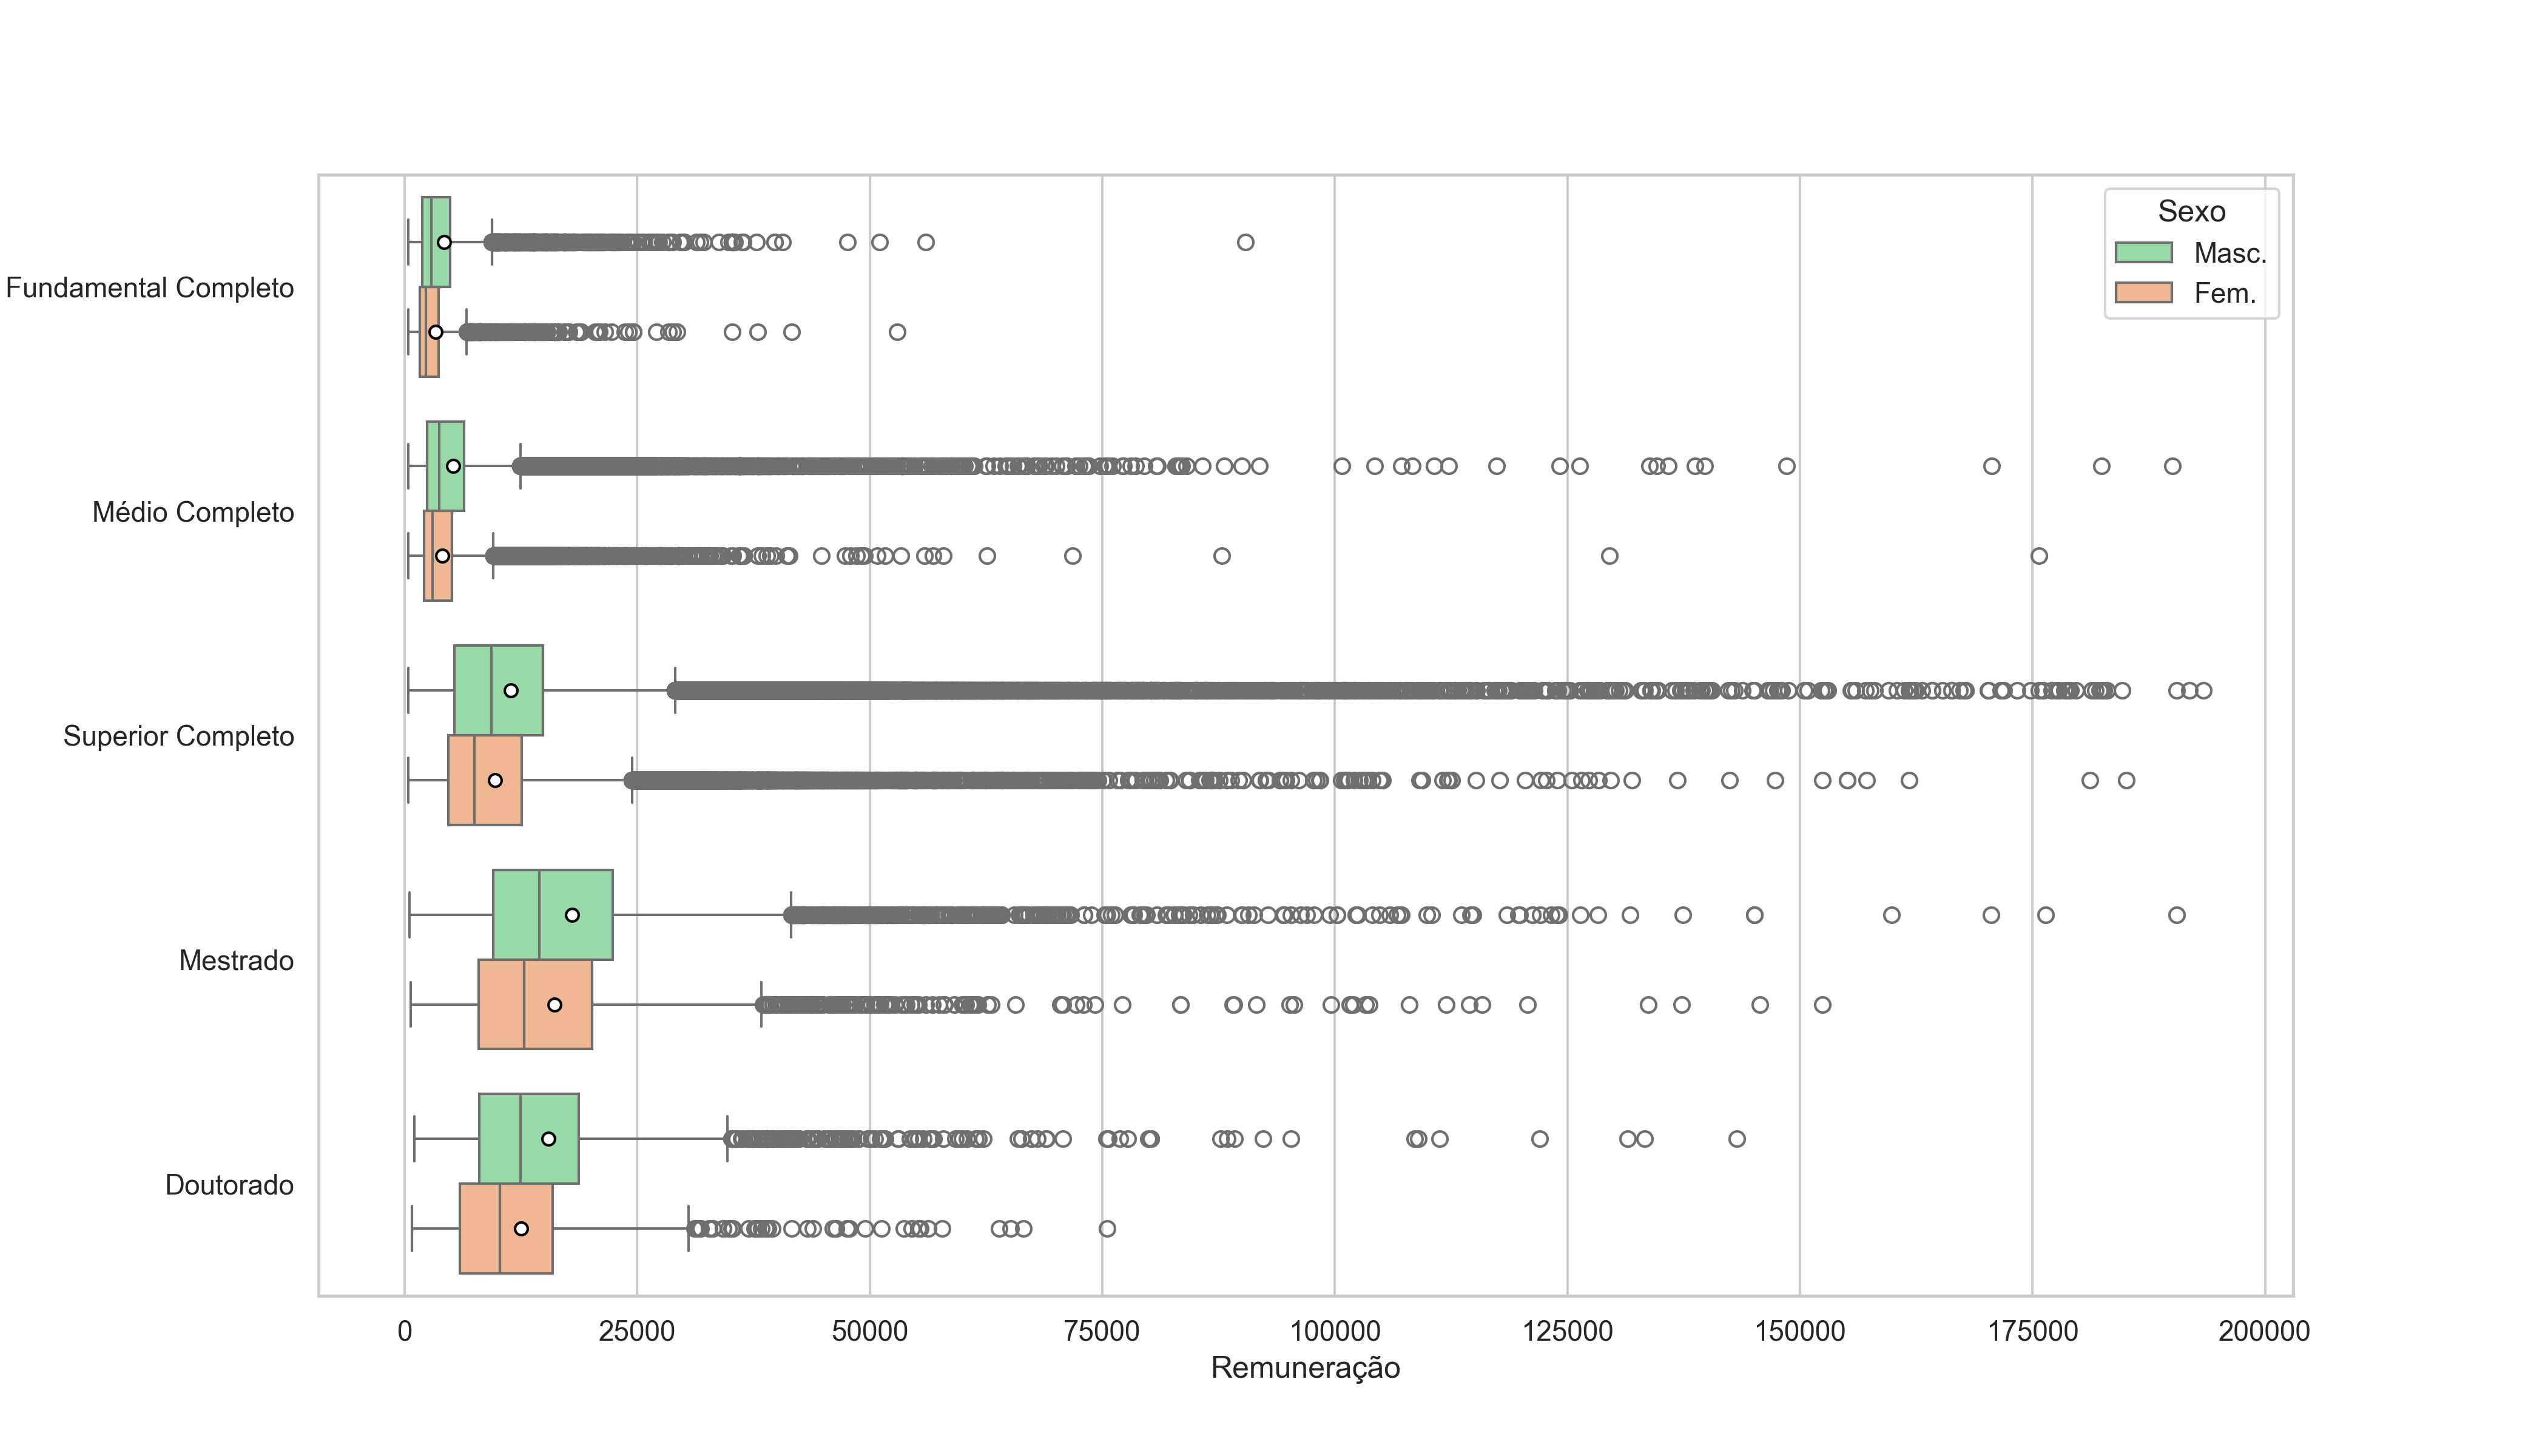 Sexo
Masc.
Fem.
Fundamental Completo
Médio Completo
Superior Completo
Mestrado
Doutorado
0 25000 50000 75000 100000 125000 150000 175000 200000
Remuneração